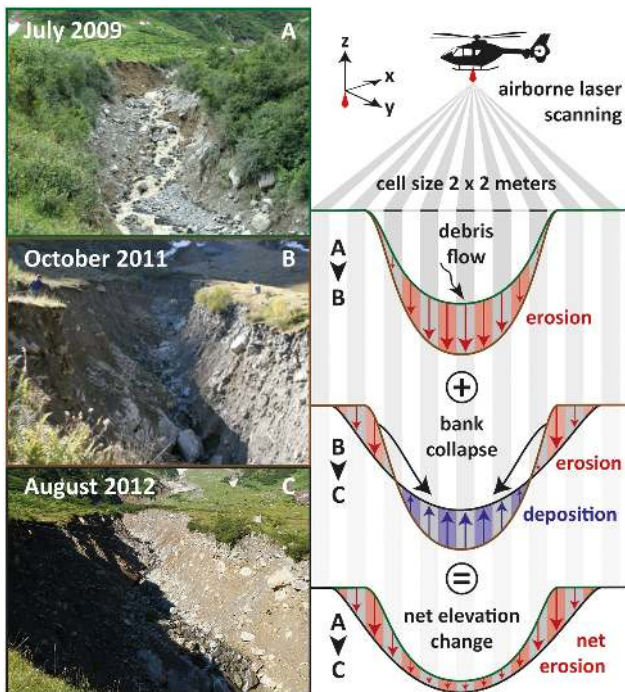 July 2009
A
October 2011
B
August 2012
C
z
x
y
airborne laser
scanning
cell size 2 x 2 meters
A
B
debris
flow
erosion
+
B
C
bank
collapse
erosion
deposition
=
A
C
net elevation
change
net
erosion